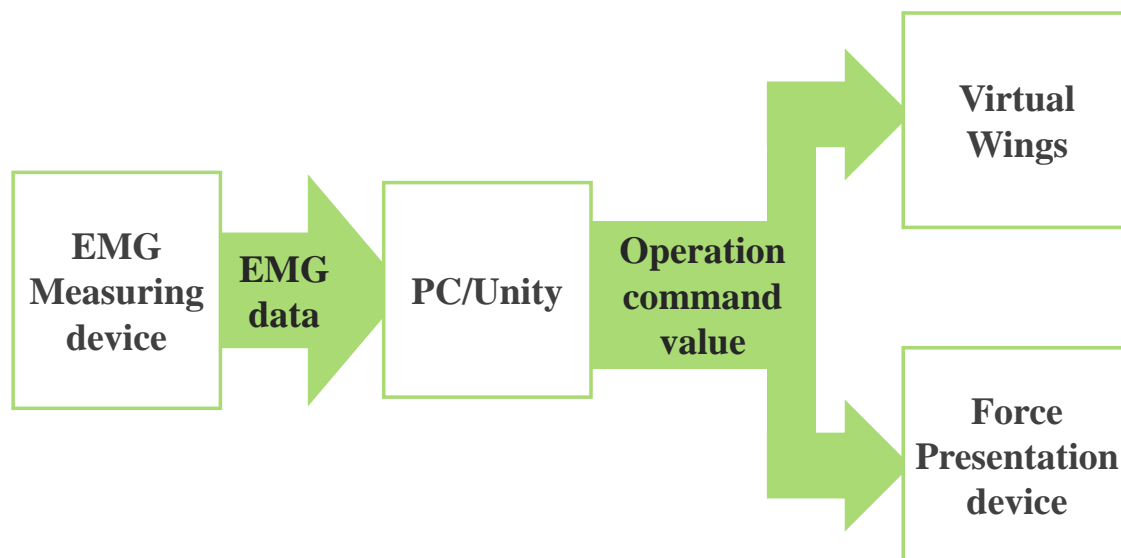 EMG
Measuring
device
EMG
data
PC/Unity
Operation
command
value
Virtual
Wings
Force
Presentation
device